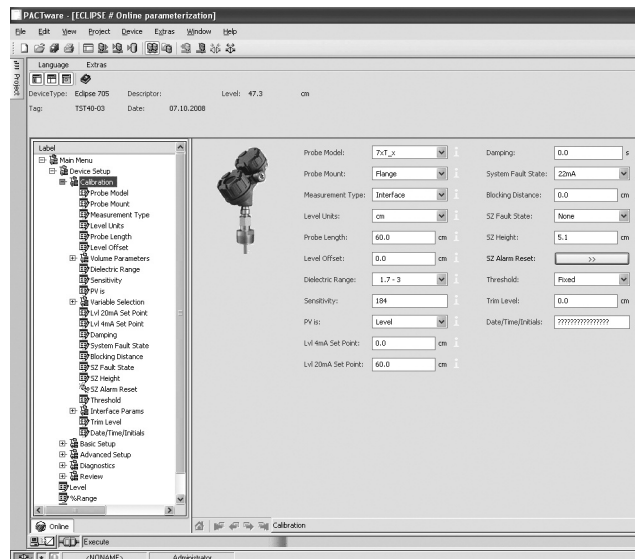 PACTware - [ECLIPSE # Online parameterization]
File Edit View Project Device Extras Window Help
Project
Language Extras
DeviceType: Eclipse 705 Descriptor: Level: 47.3 cm
Tag: TST40-03 Date: 07.10.2008
Label
Main Menu
Device Setup
Calibration
Probe Model
Probe Mount
Measurement Type
Level Units
Probe Length
Level Offset
Volume Parameters
Dielectric Range
Sensitivity
PV is
Variable Selection
Lvl 20mA Set Point
Lvl 4mA Set Point
Damping
System Fault State
Blocking Distance
SZ Fault State
SZ Height
SZ Alarm Reset
Threshold
Interface Params
Trim Level
Date/Time/Initials
Basic Setup
Advanced Setup
Diagnostics
Review
Level
%Range
Probe Model: 7xT_x
Probe Mount: Flange
Measurement Type: Interface
Level Units: cm
Probe Length: 60.0 cm
Level Offset: 0.0 cm
Dielectric Range: 1.7 - 3
Sensitivity: 184
PV is: Level
Lvl 4mA Set Point: 0.0 cm
Lvl 20mA Set Point: 60.0 cm
Damping: 0.0 s
System Fault State: 22mA
Blocking Distance: 0.0 cm
SZ Fault State: None
SZ Height: 5.1 cm
SZ Alarm Reset: >>
Threshold: Fixed
Trim Level: 0.0 cm
Date/Time/Initials: ????????????????
Online
Calibration
Execute
<NONAME> Administrator